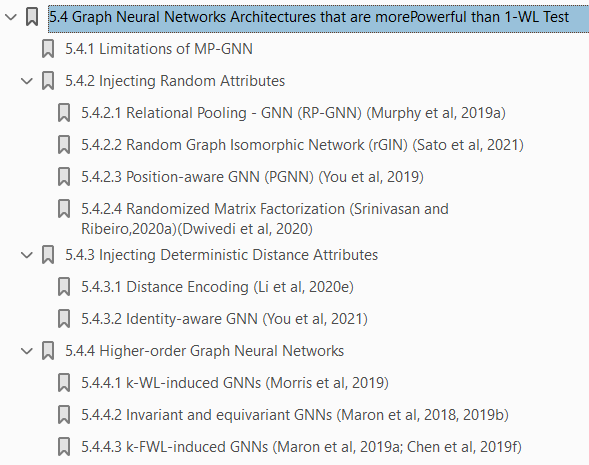 5.4 Graph Neural Networks Architectures that are morePowerful than 1-WL Test
5.4.1 Limitations of MP-GNN
5.4.2 Injecting Random Attributes
5.4.2.1 Relational Pooling - GNN (RP-GNN) (Murphy et al, 2019a)
5.4.2.2 Random Graph Isomorphic Network (rGIN) (Sato et al, 2021)
5.4.2.3 Position-aware GNN (PGNN) (You et al, 2019)
5.4.2.4 Randomized Matrix Factorization (Srinivasan and
Ribeiro,2020a)(Dwivedi et al, 2020)
5.4.3 Injecting Deterministic Distance Attributes
5.4.3.1 Distance Encoding (Li et al, 2020e)
5.4.3.2 Identity-aware GNN (You et al, 2021)
5.4.4 Higher-order Graph Neural Networks
5.4.4.1 k-WL-induced GNNs (Morris et al, 2019)
5.4.4.2 Invariant and equivariant GNNs (Maron et al, 2018, 2019b)
5.4.4.3 k-FWL-induced GNNs (Maron et al, 2019a; Chen et al, 2019f)